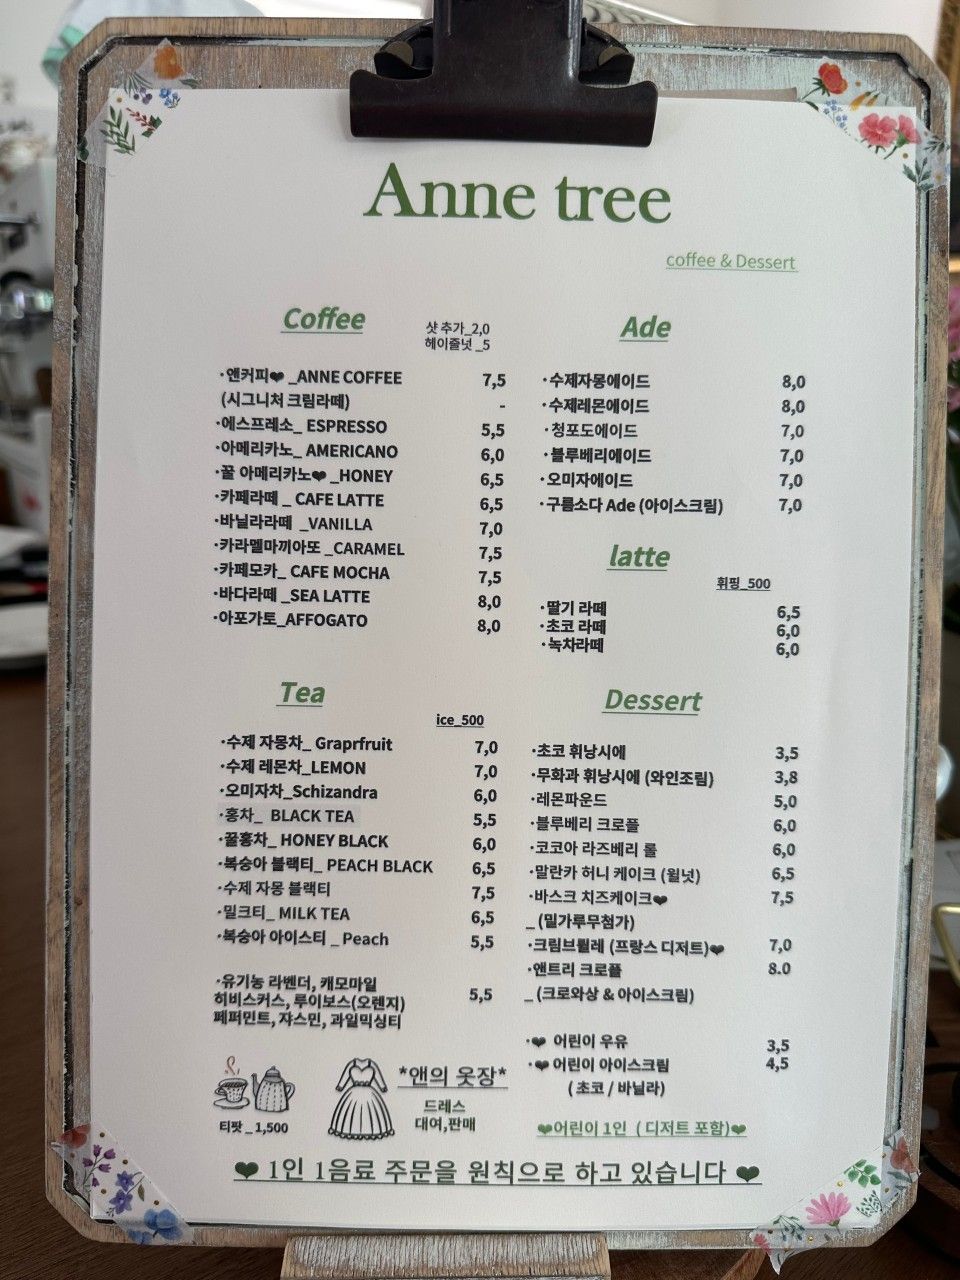 Anne tree
coffee & Dessert
Coffee
샷 추가_2,0
헤이즐넛 _5
·앤커피❤ _ANNE COFFEE 7,5
(시그니처 크림라떼) -
·에스프레소_ ESPRESSO 5,5
·아메리카노_ AMERICANO 6,0
·꿀 아메리카노❤ _HONEY 6,5
·카페라떼 _ CAFE LATTE 6,5
·바닐라라떼 _VANILLA 7,0
·카라멜마끼아또 _CARAMEL 7,5
·카페모카_ CAFE MOCHA 7,5
·바다라떼 _SEA LATTE 8,0
·아포가토_AFFOGATO 8,0
Ade
·수제자몽에이드 8,0
·수제레몬에이드 8,0
·청포도에이드 7,0
·블루베리에이드 7,0
·오미자에이드 7,0
·구름소다 Ade (아이스크림) 7,0
latte
휘핑_500
·딸기 라떼 6,5
·초코 라떼 6,0
·녹차라떼 6,0
Tea
ice_500
·수제 자몽차_ Graprfruit 7,0
·수제 레몬차_LEMON 7,0
·오미자차_Schizandra 6,0
·홍차_ BLACK TEA 5,5
·꿀홍차_ HONEY BLACK 6,0
·복숭아 블랙티_ PEACH BLACK 6,5
·수제 자몽 블랙티 7,5
·밀크티_ MILK TEA 6,5
·복숭아 아이스티 _ Peach 5,5
·유기농 라벤더, 캐모마일
히비스커스, 루이보스(오렌지) 5,5
페퍼민트, 쟈스민, 과일믹싱티
Dessert
·초코 휘낭시에 3,5
·무화과 휘낭시에 (와인조림) 3,8
·레몬파운드 5,0
·블루베리 크로플 6,0
·코코아 라즈베리 롤 6,0
·말란카 허니 케이크 (월넛) 6,5
·바스크 치즈케이크❤ 7,5
_ (밀가루무첨가)
·크림브륄레 (프랑스 디저트)❤ 7,0
·앤트리 크로플 8.0
_ (크로와상 & 아이스크림)
·❤ 어린이 우유 3,5
·❤ 어린이 아이스크림 4,5
( 초코 / 바닐라)
❤어린이 1인 ( 디저트 포함)❤
티팟 _ 1,500
*앤의 옷장*
드레스
대여,판매
❤ 1인 1음료 주문을 원칙으로 하고 있습니다 ❤